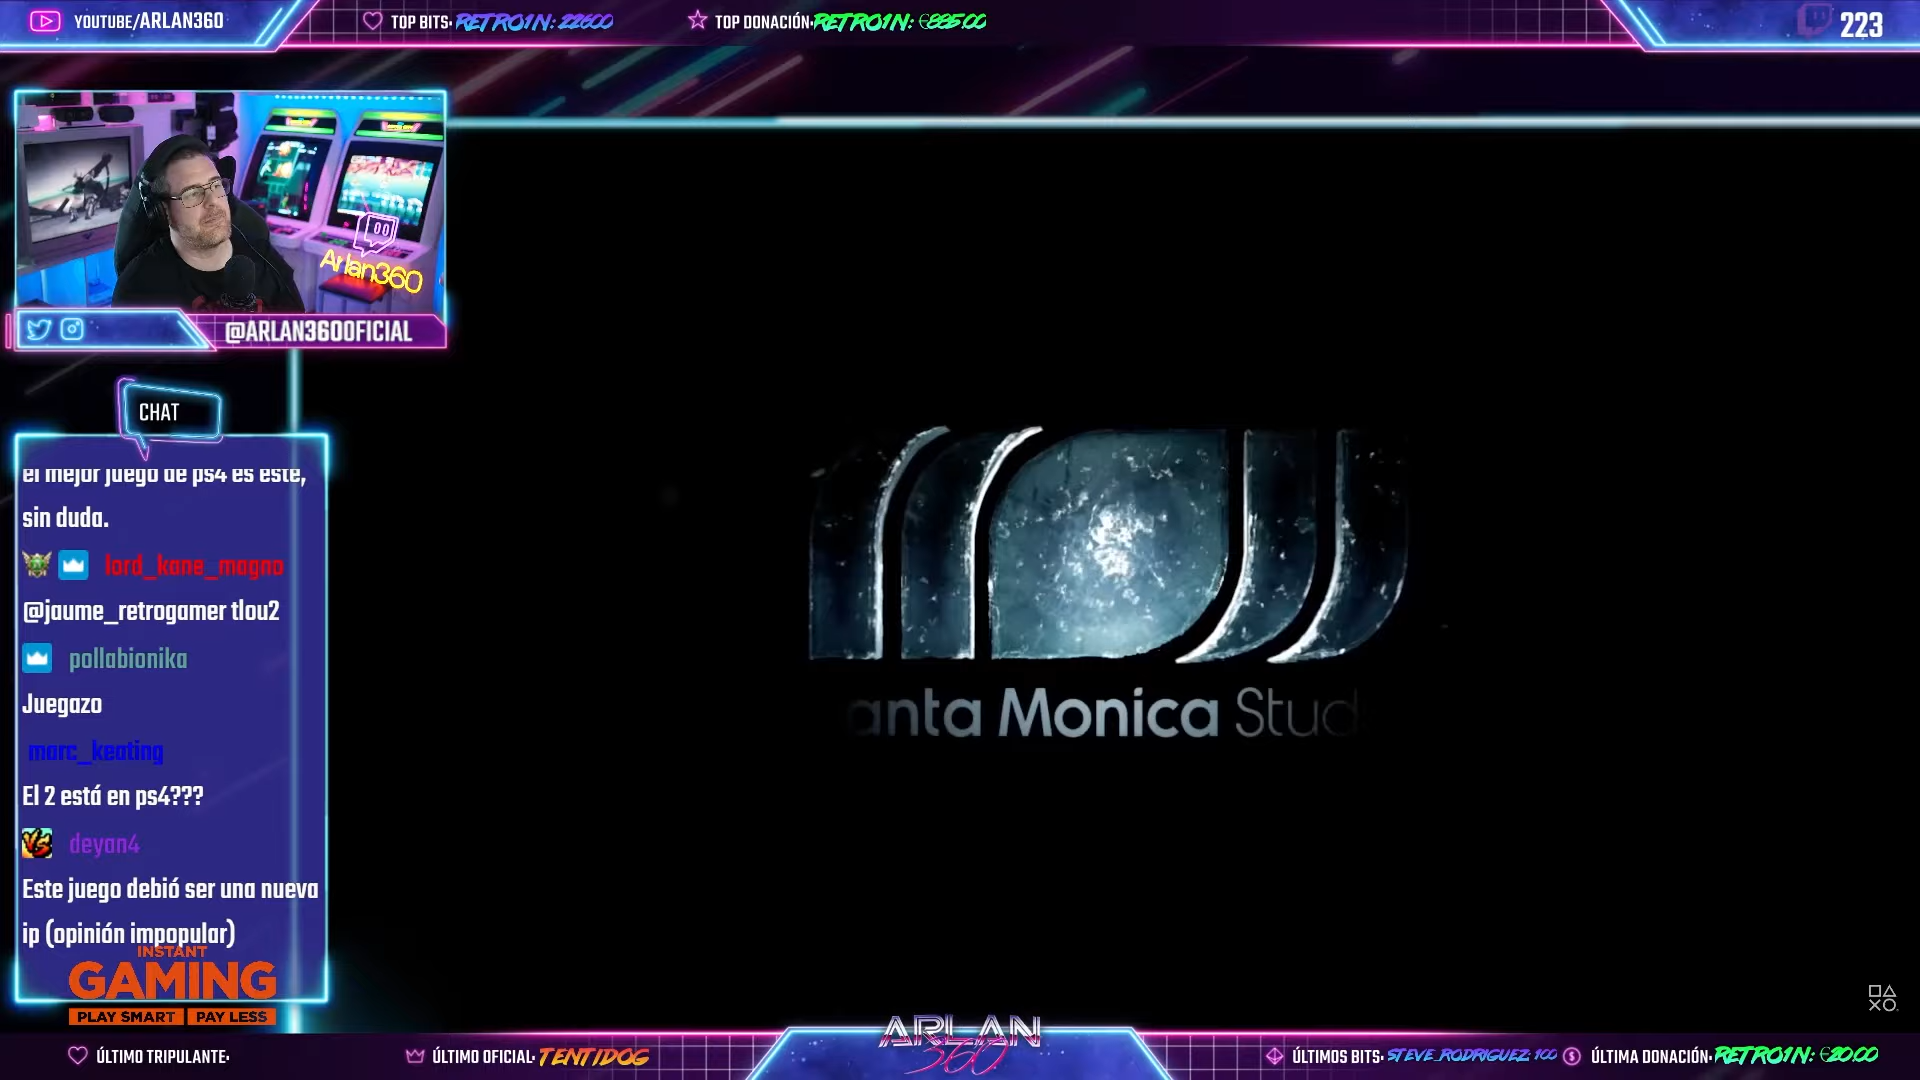 YOUTUBE/ARLAN360
TOP BITS: RETRO1N: 22600
TOP DONACIÓN: RETRO1N: €885.00
223
Arlan360
@ARLAN360OFICIAL
CHAT
el mejor juego de ps4 es este,
sin duda.
lord_kane_magno
@jaume_retrogamer tlou2
pollabionika
Juegazo
marc_keating
El 2 está en ps4???
deyan4
Este juego debió ser una nueva
ip (opinión impopular)
INSTANT
GAMING
PLAY SMART PAY LESS
anta Monica Stud
ÚLTIMO TRIPULANTE:
ÚLTIMO OFICIAL: TENTIDOG
ARLAN
360
ÚLTIMOS BITS: STEVE_RODRIGUEZ: 100
ÚLTIMA DONACIÓN: RETRO1N: €20.00